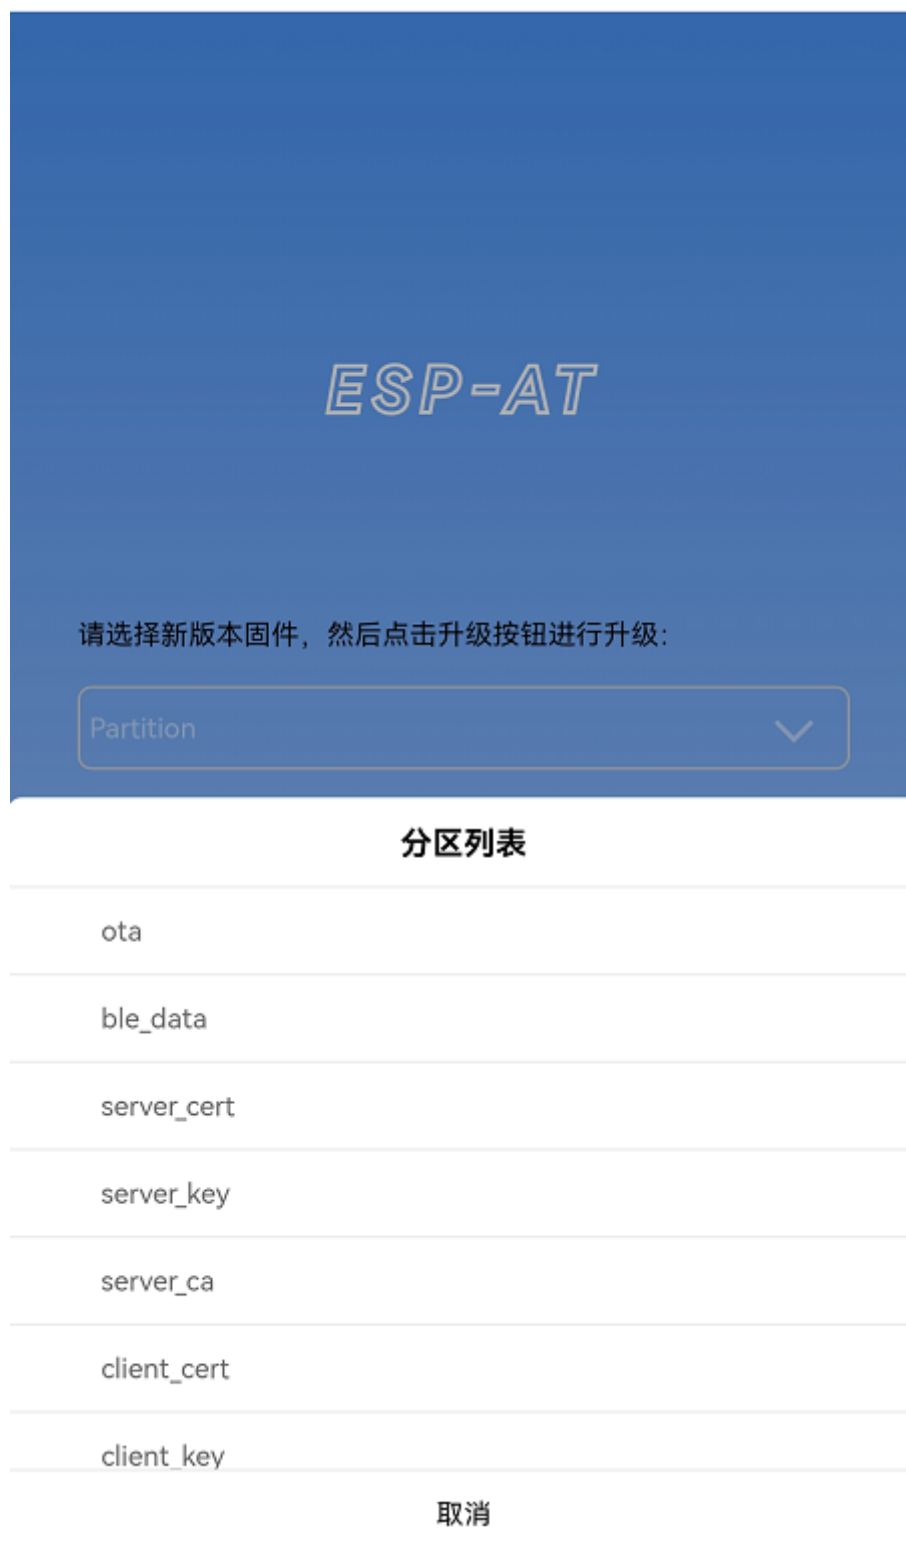 ESP-AT
请选择新版本固件，然后点击升级按钮进行升级：
Partition
分区列表
ota
ble_data
server_cert
server_key
server_ca
client_cert
client_key
取消